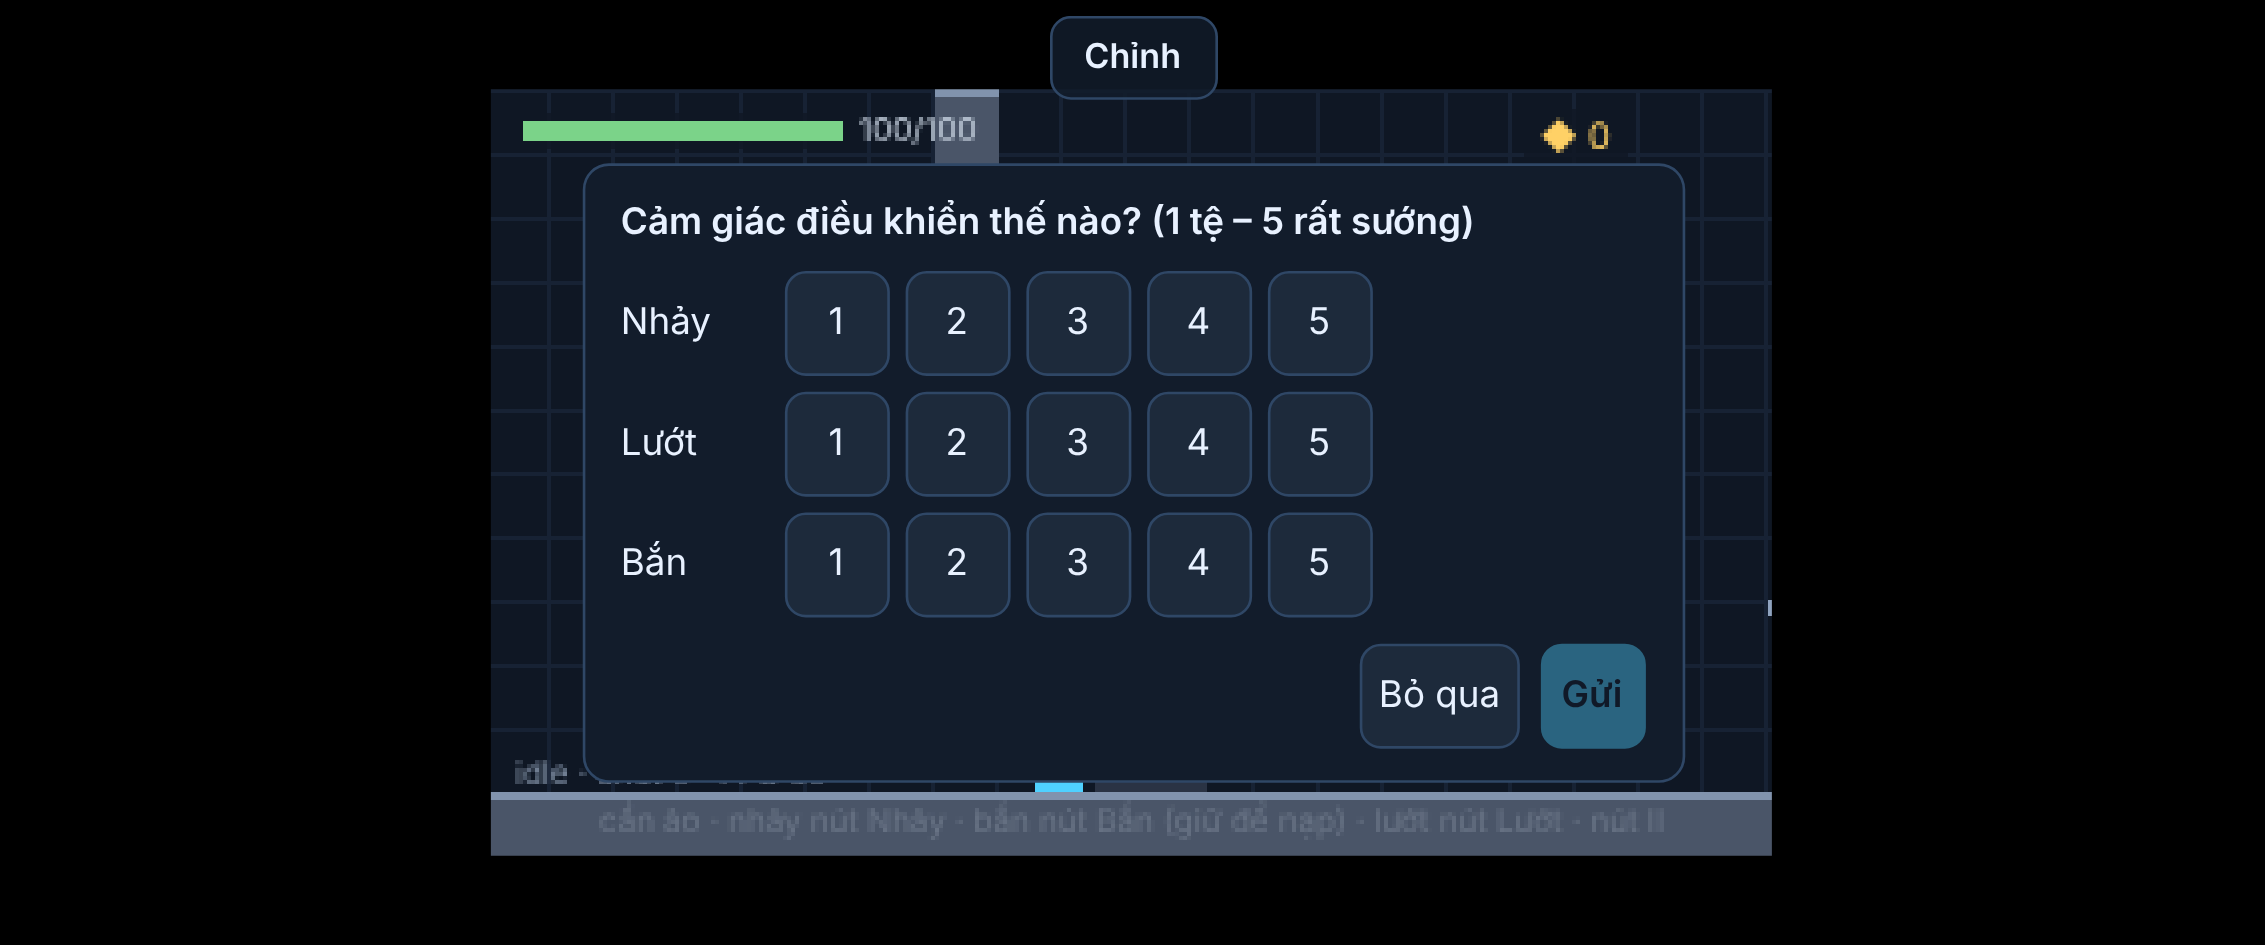 Chỉnh
100/100 0
Cảm giác điều khiển thế nào? (1 tệ – 5 rất sướng)
Nhảy 1 2 3 4 5
Lướt 1 2 3 4 5
Bắn 1 2 3 4 5
Bỏ qua Gửi
idle -
cần ảo - nhảy nút Nhảy - bắn nút Bắn (giữ để nạp) - lướt nút Lướt - nút II